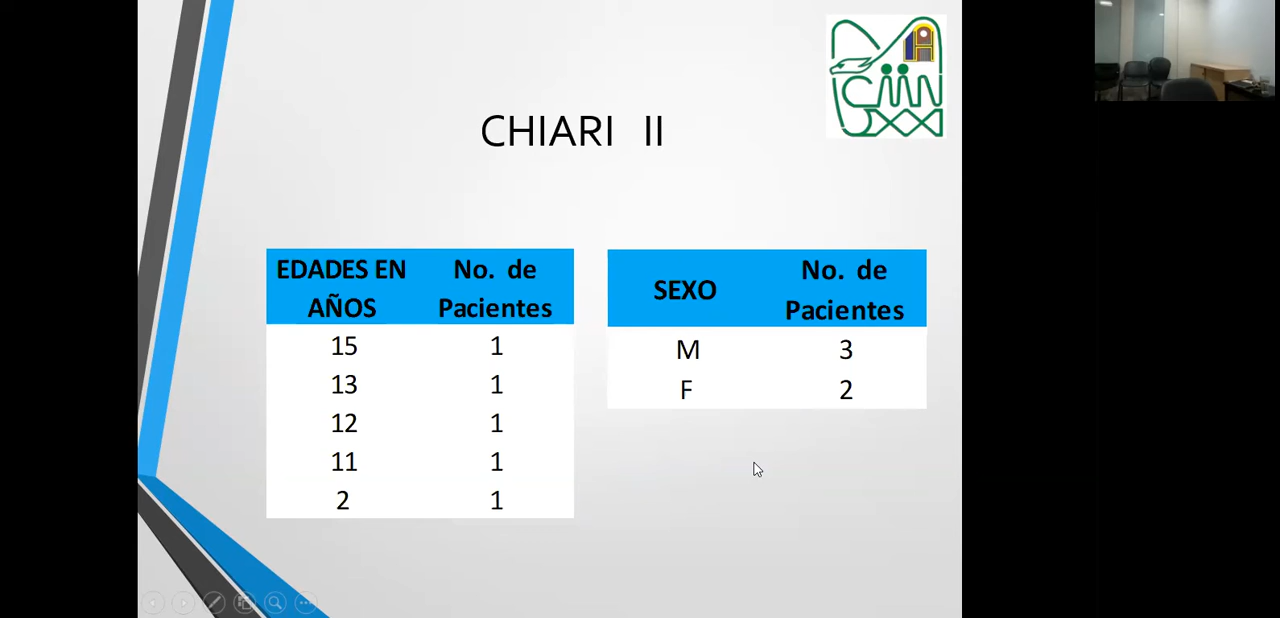 CHIARI II
EDADES EN AÑOS No. de Pacientes
15 1
13 1
12 1
11 1
2 1
SEXO No. de Pacientes
M 3
F 2